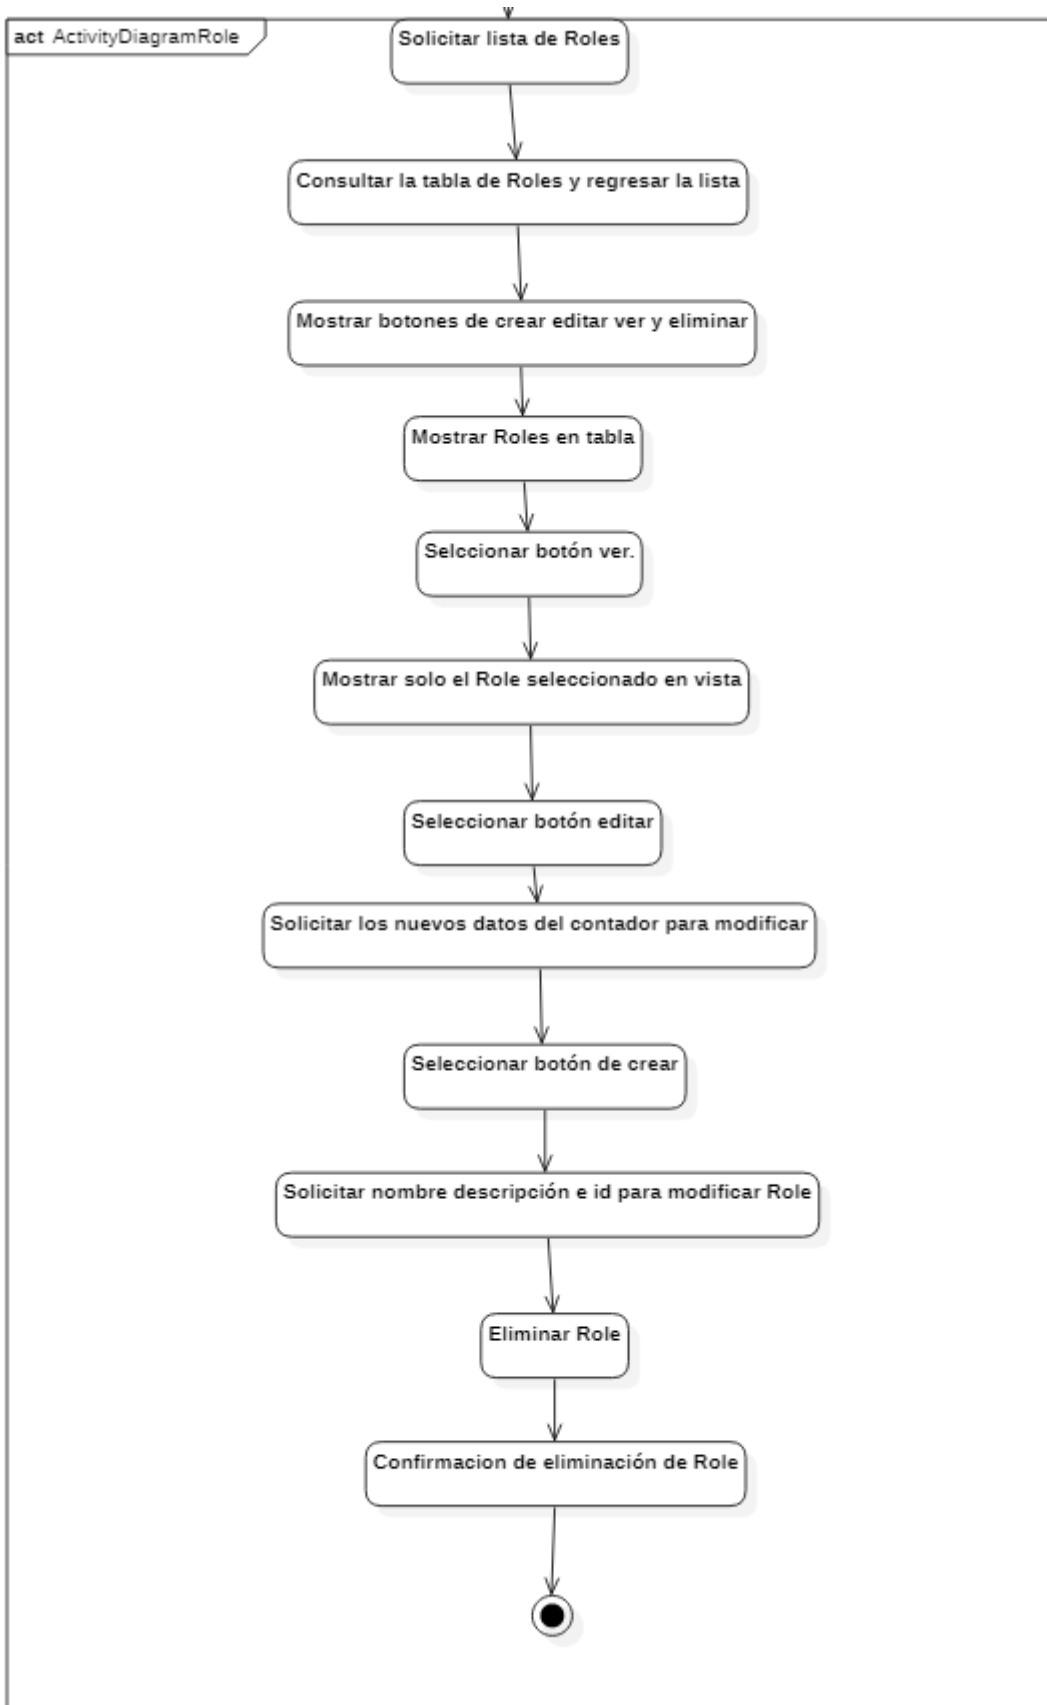 act ActivityDiagramRole
Solicitar lista de Roles
Consultar la tabla de Roles y regresar la lista
Mostrar botones de crear editar ver y eliminar
Mostrar Roles en tabla
Selccionar botón ver.
Mostrar solo el Role seleccionado en vista
Seleccionar botón editar
Solicitar los nuevos datos del contador para modificar
Seleccionar botón de crear
Solicitar nombre descripción e id para modificar Role
Eliminar Role
Confirmacion de eliminación de Role